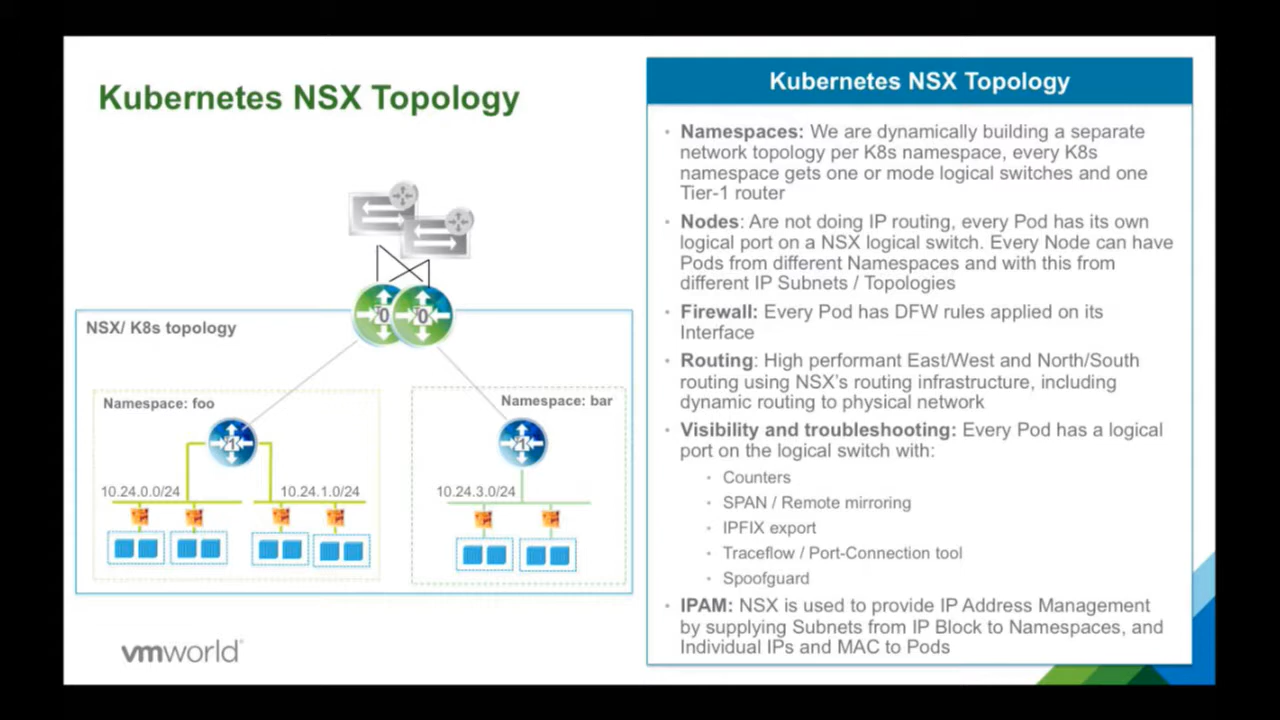 Kubernetes NSX Topology
NSX/ K8s topology
0
0
Namespace: foo
1
10.24.0.0/24
10.24.1.0/24
Namespace: bar
1
10.24.3.0/24
vmworld®
Kubernetes NSX Topology
• Namespaces: We are dynamically building a separate
network topology per K8s namespace, every K8s
namespace gets one or mode logical switches and one
Tier-1 router
• Nodes: Are not doing IP routing, every Pod has its own
logical port on a NSX logical switch. Every Node can have
Pods from different Namespaces and with this from
different IP Subnets / Topologies
• Firewall: Every Pod has DFW rules applied on its
Interface
• Routing: High performant East/West and North/South
routing using NSX's routing infrastructure, including
dynamic routing to physical network
• Visibility and troubleshooting: Every Pod has a logical
port on the logical switch with:
• Counters
• SPAN / Remote mirroring
• IPFIX export
• Traceflow / Port-Connection tool
• Spoofguard
• IPAM: NSX is used to provide IP Address Management
by supplying Subnets from IP Block to Namespaces, and
Individual IPs and MAC to Pods